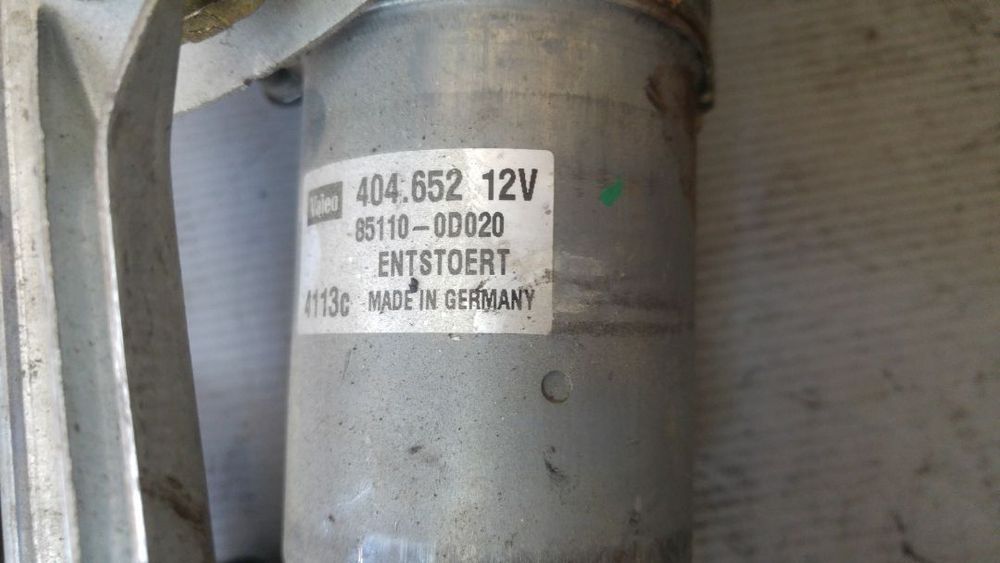 Valeo 404.652 12V
85110-0D020
ENTSTOERT
4113c MADE IN GERMANY